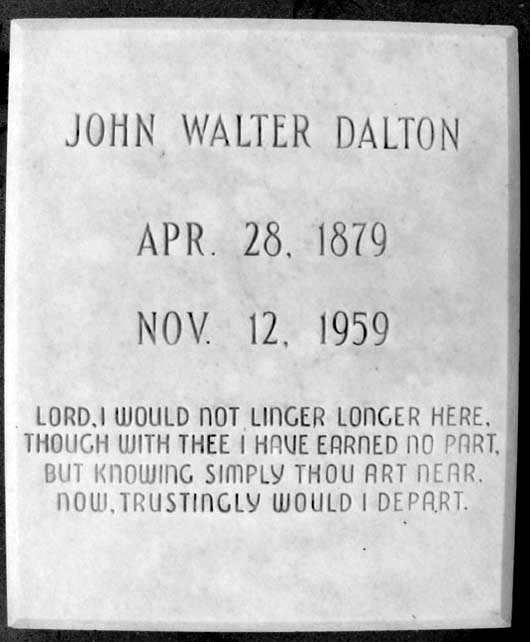 JOHN WALTER DALTON
APR. 28, 1879
NOV. 12, 1959
LORD, I WOULD NOT LINGER LONGER HERE,
THOUGH WITH THEE I HAVE EARNED NO PART,
BUT KNOWING SIMPLY THOU ART NEAR.
NOW, TRUSTINGLY WOULD I DEPART.